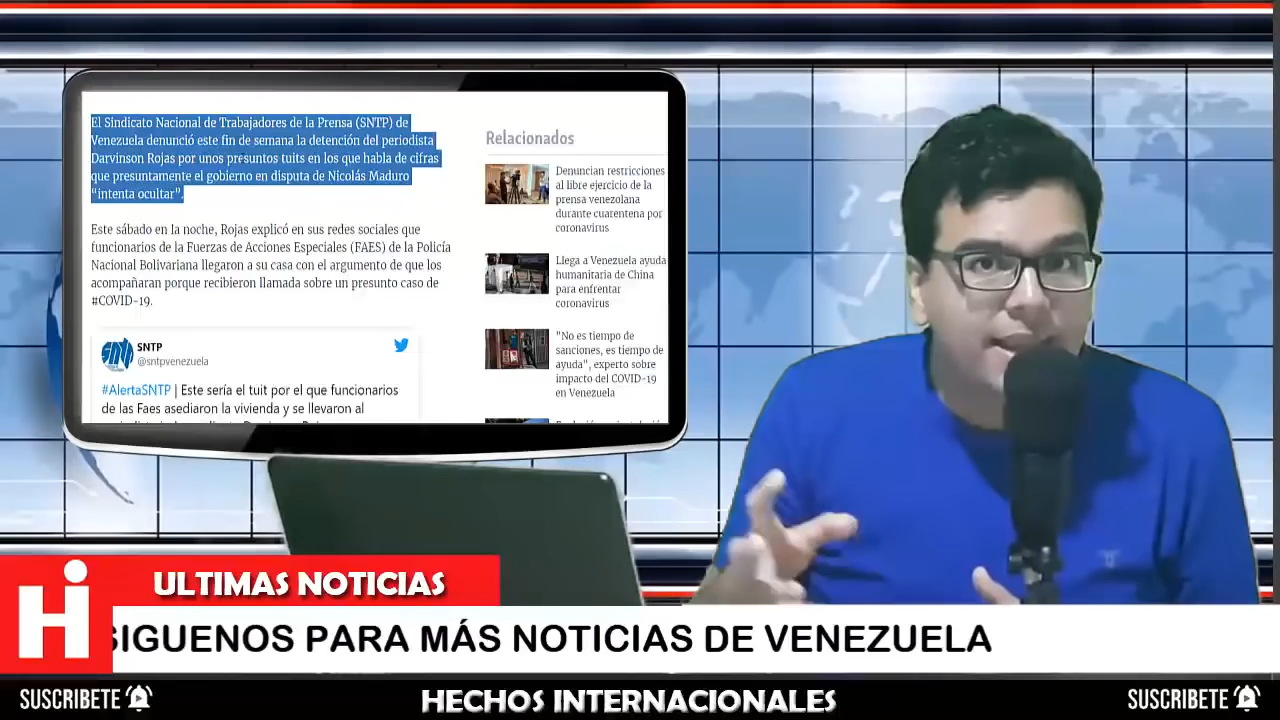 El Sindicato Nacional de Trabajadores de la Prensa (SNTP) de
Venezuela denunció este fin de semana la detención del periodista
Darvinson Rojas por unos presuntos tuits en los que habla de cifras
que presuntamente el gobierno en disputa de Nicolás Maduro
“intenta ocultar”.
Este sábado en la noche, Rojas explicó en sus redes sociales que
funcionarios de la Fuerzas de Acciones Especiales (FAES) de la Policía
Nacional Bolivariana llegaron a su casa con el argumento de que los
acompañaran porque recibieron llamada sobre un presunto caso de
#COVID-19.
SNTP
@sntpvenezuela
#AlertaSNTP | Este sería el tuit por el que funcionarios
de las Faes asediaron la vivienda y se llevaron al
Relacionados
Denuncian restricciones
al libre ejercicio de la
prensa venezolana
durante cuarentena por
coronavirus
Llega a Venezuela ayuda
humanitaria de China
para enfrentar
coronavirus
"No es tiempo de
sanciones, es tiempo de
ayuda", experto sobre
impacto del COVID-19
en Venezuela
Hi
ULTIMAS NOTICIAS
SIGUENOS PARA MÁS NOTICIAS DE VENEZUELA
SUSCRIBETE
HECHOS INTERNACIONALES
SUSCRIBETE